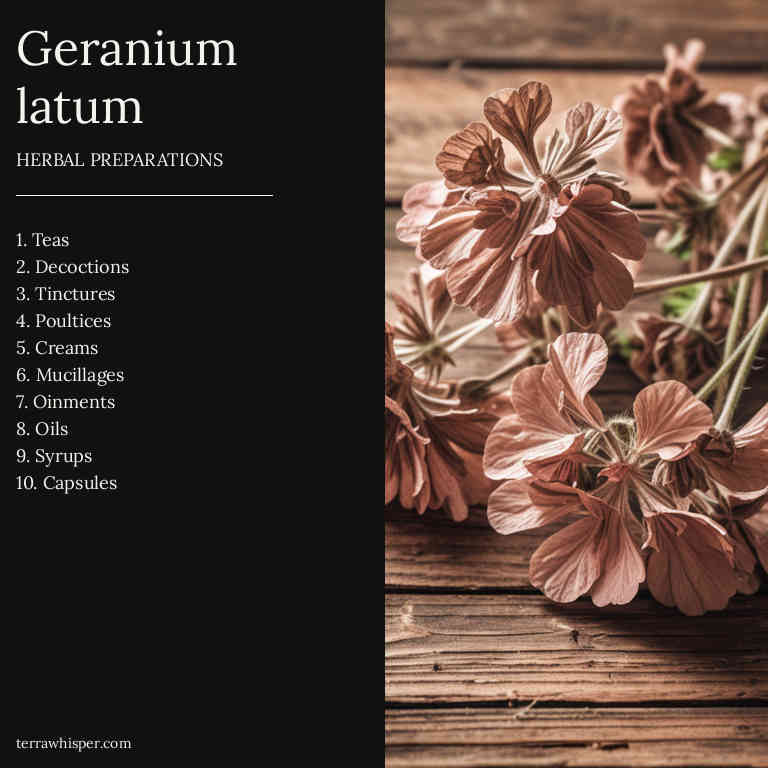 Geranium
latum
HERBAL PREPARATIONS
1. Teas
2. Decoctions
3. Tinctures
4. Poultices
5. Creams
6. Mucillages
7. Oinments
8. Oils
9. Syrups
10. Capsules
terrawhisper.com